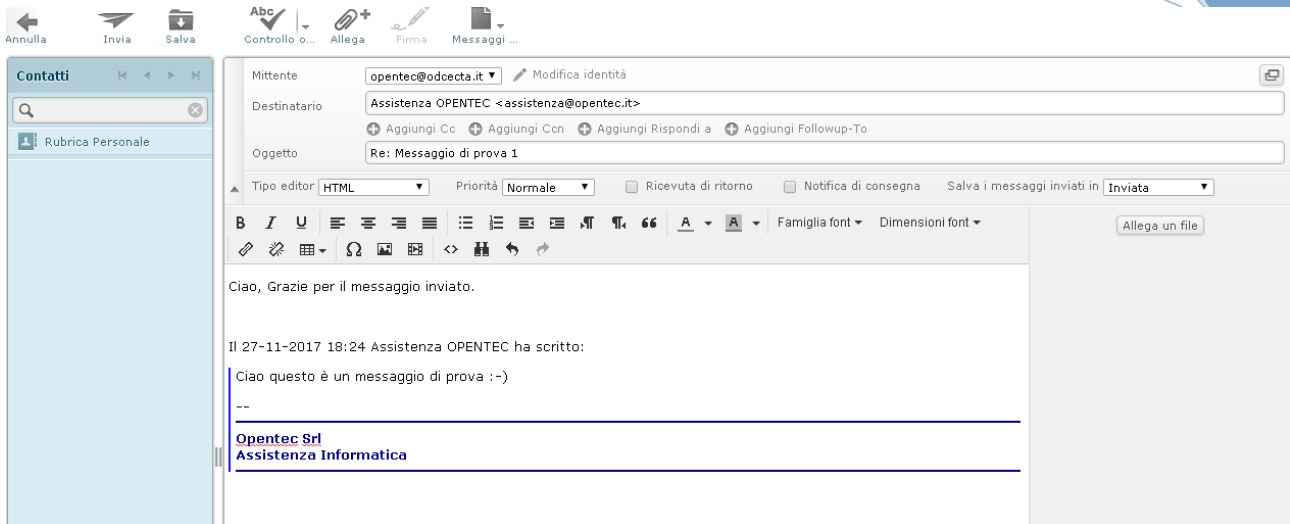 Annulla Invia Salva Controllo o... Allega Firma Messaggi ...
Contatti
Rubrica Personale
Mittente opentec@odcecta.it Modifica identità
Destinatario Assistenza OPENTEC <assistenza@opentec.it>
Aggiungi Cc Aggiungi Ccn Aggiungi Rispondi a Aggiungi Followup-To
Oggetto Re: Messaggio di prova 1
Tipo editor HTML Priorità Normale Ricevuta di ritorno Notifica di consegna Salva i messaggi inviati in Inviata
B I U A A Famiglia font Dimensioni font
Allega un file
Ciao, Grazie per il messaggio inviato.
Il 27-11-2017 18:24 Assistenza OPENTEC ha scritto:
Ciao questo è un messaggio di prova :-)
--
Opentec Srl
Assistenza Informatica